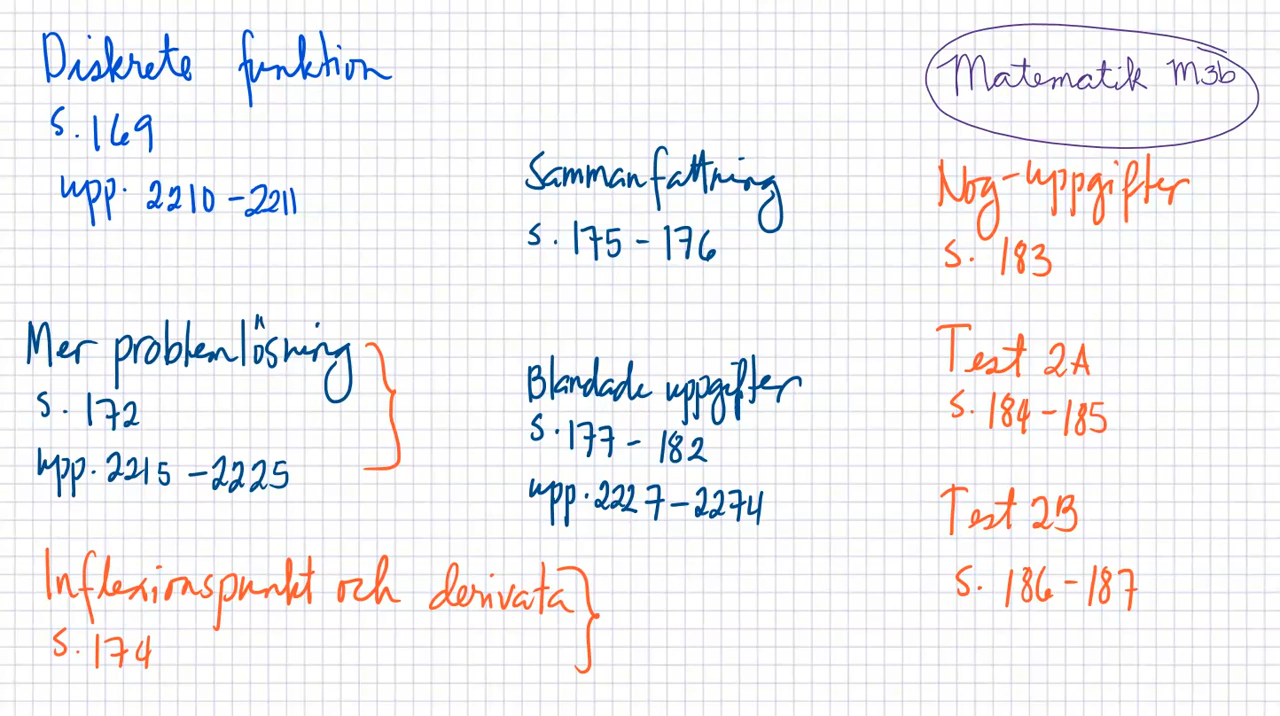 Diskrete funktion
s. 169
upp. 2210 - 2211
Mer problemlösning
s. 172
upp. 2215 - 2225
Inflexionspunkt och derivata
s. 174
Sammanfattning
s. 175 - 176
Blandade uppgifter
s. 177 - 182
upp. 2227 - 2274
Matematik M3b
Nog-uppgifter
s. 183
Test 2A
s. 184 - 185
Test 2B
s. 186 - 187